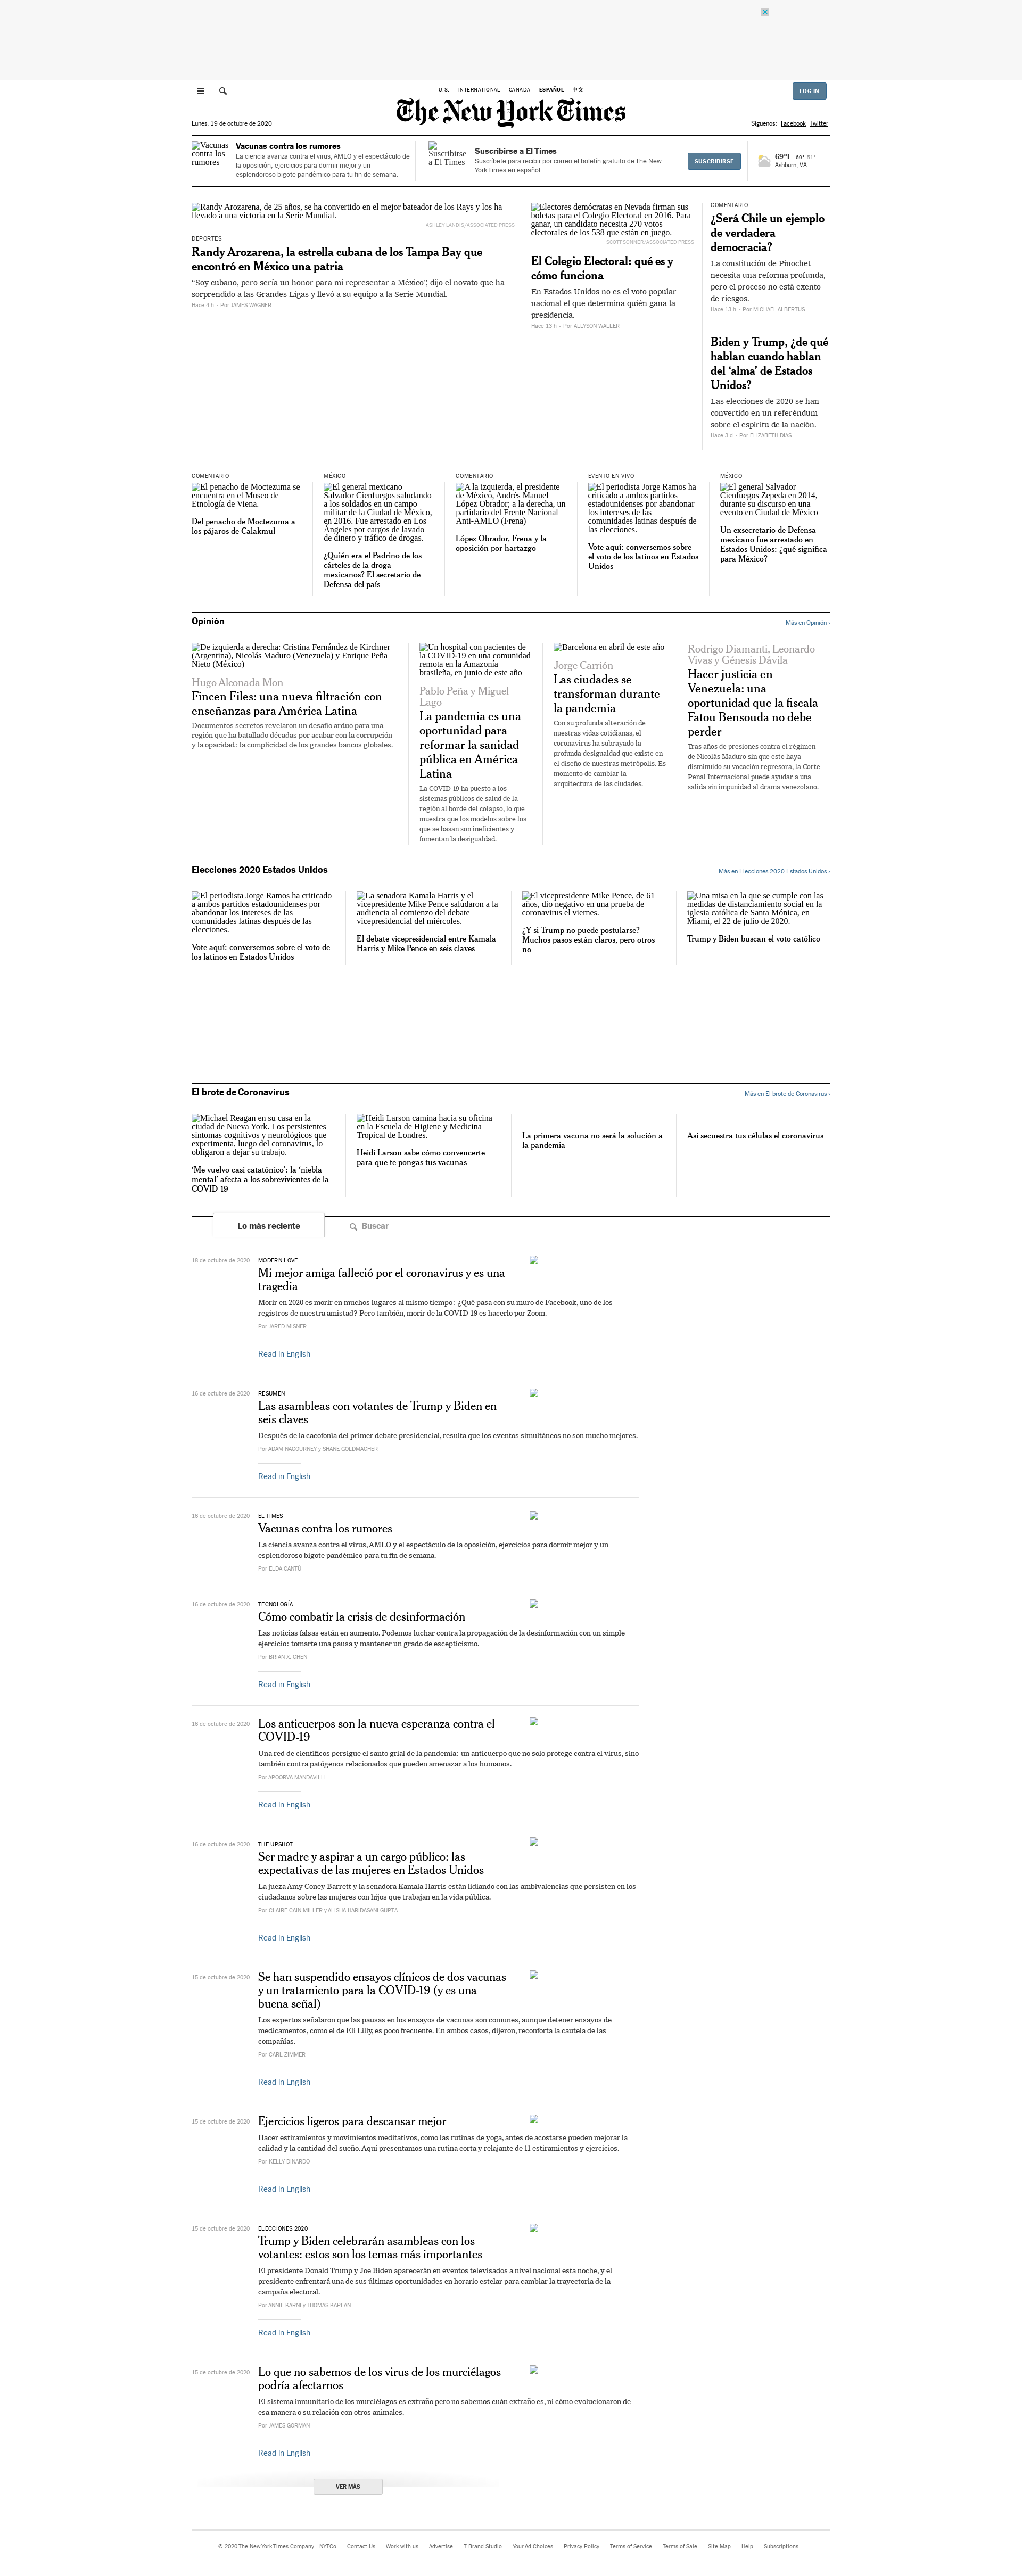 U.S. INTERNATIONAL CANADA ESPAÑOL 中文
LOG IN
The New York Times
Lunes, 19 de octubre de 2020
Síguenos: Facebook Twitter
Vacunas contra los rumores
Vacunas contra los rumores
La ciencia avanza contra el virus, AMLO y el espectáculo de
la oposición, ejercicios para dormir mejor y un
esplendoroso bigote pandémico para tu fin de semana.
Suscribirse a El Times
Suscribirse a El Times
Suscríbete para recibir por correo el boletín gratuito de The New
York Times en español.
SUSCRIBIRSE
69°F 69° 51°
Ashburn, VA
Randy Arozarena, de 25 años, se ha convertido en el mejor bateador de los Rays y los ha
llevado a una victoria en la Serie Mundial.
ASHLEY LANDIS/ASSOCIATED PRESS
DEPORTES
Randy Arozarena, la estrella cubana de los Tampa Bay que
encontró en México una patria
“Soy cubano, pero sería un honor para mí representar a México”, dijo el novato que ha
sorprendido a las Grandes Ligas y llevó a su equipo a la Serie Mundial.
Hace 4 h – Por JAMES WAGNER
Electores demócratas en Nevada firman sus
boletas para el Colegio Electoral en 2016. Para
ganar, un candidato necesita 270 votos
electorales de los 538 que están en juego.
SCOTT SONNER/ASSOCIATED PRESS
El Colegio Electoral: qué es y
cómo funciona
En Estados Unidos no es el voto popular
nacional el que determina quién gana la
presidencia.
Hace 13 h – Por ALLYSON WALLER
COMENTARIO
¿Será Chile un ejemplo
de verdadera
democracia?
La constitución de Pinochet
necesita una reforma profunda,
pero el proceso no está exento
de riesgos.
Hace 13 h – Por MICHAEL ALBERTUS
Biden y Trump, ¿de qué
hablan cuando hablan
del ‘alma’ de Estados
Unidos?
Las elecciones de 2020 se han
convertido en un referéndum
sobre el espíritu de la nación.
Hace 3 d – Por ELIZABETH DIAS
COMENTARIO
El penacho de Moctezuma se
encuentra en el Museo de
Etnología de Viena.
Del penacho de Moctezuma a
los pájaros de Calakmul
MÉXICO
El general mexicano
Salvador Cienfuegos saludando
a los soldados en un campo
militar de la Ciudad de México,
en 2016. Fue arrestado en Los
Ángeles por cargos de lavado
de dinero y tráfico de drogas.
¿Quién era el Padrino de los
cárteles de la droga
mexicanos? El secretario de
Defensa del país
COMENTARIO
A la izquierda, el presidente
de México, Andrés Manuel
López Obrador; a la derecha, un
partidario del Frente Nacional
Anti-AMLO (Frena)
López Obrador, Frena y la
oposición por hartazgo
EVENTO EN VIVO
El periodista Jorge Ramos ha
criticado a ambos partidos
estadounidenses por abandonar
los intereses de las
comunidades latinas después de
las elecciones.
Vote aquí: conversemos sobre
el voto de los latinos en Estados
Unidos
MÉXICO
El general Salvador
Cienfuegos Zepeda en 2014,
durante su discurso en una
evento en Ciudad de México
Un exsecretario de Defensa
mexicano fue arrestado en
Estados Unidos: ¿qué significa
para México?
Opinión
Más en Opinión ›
De izquierda a derecha: Cristina Fernández de Kirchner
(Argentina), Nicolás Maduro (Venezuela) y Enrique Peña
Nieto (México)
Hugo Alconada Mon
Fincen Files: una nueva filtración con
enseñanzas para América Latina
Documentos secretos revelaron un desafío arduo para una
región que ha batallado décadas por acabar con la corrupción
y la opacidad: la complicidad de los grandes bancos globales.
Un hospital con pacientes de
la COVID-19 en una comunidad
remota en la Amazonía
brasileña, en junio de este año
Pablo Peña y Miguel
Lago
La pandemia es una
oportunidad para
reformar la sanidad
pública en América
Latina
La COVID-19 ha puesto a los
sistemas públicos de salud de la
región al borde del colapso, lo que
muestra que los modelos sobre los
que se basan son ineficientes y
fomentan la desigualdad.
Barcelona en abril de este año
Jorge Carrión
Las ciudades se
transforman durante
la pandemia
Con su profunda alteración de
nuestras vidas cotidianas, el
coronavirus ha subrayado la
profunda desigualdad que existe en
el diseño de nuestras metrópolis. Es
momento de cambiar la
arquitectura de las ciudades.
Rodrigo Diamanti, Leonardo
Vivas y Génesis Dávila
Hacer justicia en
Venezuela: una
oportunidad que la fiscala
Fatou Bensouda no debe
perder
Tras años de presiones contra el régimen
de Nicolás Maduro sin que este haya
disminuido su vocación represora, la Corte
Penal Internacional puede ayudar a una
salida sin impunidad al drama venezolano.
Elecciones 2020 Estados Unidos
Más en Elecciones 2020 Estados Unidos ›
El periodista Jorge Ramos ha criticado
a ambos partidos estadounidenses por
abandonar los intereses de las
comunidades latinas después de las
elecciones.
Vote aquí: conversemos sobre el voto de
los latinos en Estados Unidos
La senadora Kamala Harris y el
vicepresidente Mike Pence saludaron a la
audiencia al comienzo del debate
vicepresidencial del miércoles.
El debate vicepresidencial entre Kamala
Harris y Mike Pence en seis claves
El vicepresidente Mike Pence, de 61
años, dio negativo en una prueba de
coronavirus el viernes.
¿Y si Trump no puede postularse?
Muchos pasos están claros, pero otros
no
Una misa en la que se cumple con las
medidas de distanciamiento social en la
iglesia católica de Santa Mónica, en
Miami, el 22 de julio de 2020.
Trump y Biden buscan el voto católico
El brote de Coronavirus
Más en El brote de Coronavirus ›
Michael Reagan en su casa en la
ciudad de Nueva York. Los persistentes
síntomas cognitivos y neurológicos que
experimenta, luego del coronavirus, lo
obligaron a dejar su trabajo.
‘Me vuelvo casi catatónico’: la ‘niebla
mental’ afecta a los sobrevivientes de la
COVID-19
Heidi Larson camina hacia su oficina
en la Escuela de Higiene y Medicina
Tropical de Londres.
Heidi Larson sabe cómo convencerte
para que te pongas tus vacunas
La primera vacuna no será la solución a
la pandemia
Así secuestra tus células el coronavirus
Lo más reciente
Buscar
18 de octubre de 2020
MODERN LOVE
Mi mejor amiga falleció por el coronavirus y es una
tragedia
Morir en 2020 es morir en muchos lugares al mismo tiempo: ¿Qué pasa con su muro de Facebook, uno de los
registros de nuestra amistad? Pero también, morir de la COVID-19 es hacerlo por Zoom.
Por JARED MISNER
Read in English
16 de octubre de 2020
RESUMEN
Las asambleas con votantes de Trump y Biden en
seis claves
Después de la cacofonía del primer debate presidencial, resulta que los eventos simultáneos no son mucho mejores.
Por ADAM NAGOURNEY y SHANE GOLDMACHER
Read in English
16 de octubre de 2020
EL TIMES
Vacunas contra los rumores
La ciencia avanza contra el virus, AMLO y el espectáculo de la oposición, ejercicios para dormir mejor y un
esplendoroso bigote pandémico para tu fin de semana.
Por ELDA CANTÚ
16 de octubre de 2020
TECNOLOGÍA
Cómo combatir la crisis de desinformación
Las noticias falsas están en aumento. Podemos luchar contra la propagación de la desinformación con un simple
ejercicio: tomarte una pausa y mantener un grado de escepticismo.
Por BRIAN X. CHEN
Read in English
16 de octubre de 2020
Los anticuerpos son la nueva esperanza contra el
COVID-19
Una red de científicos persigue el santo grial de la pandemia: un anticuerpo que no solo protege contra el virus, sino
también contra patógenos relacionados que pueden amenazar a los humanos.
Por APOORVA MANDAVILLI
Read in English
16 de octubre de 2020
THE UPSHOT
Ser madre y aspirar a un cargo público: las
expectativas de las mujeres en Estados Unidos
La jueza Amy Coney Barrett y la senadora Kamala Harris están lidiando con las ambivalencias que persisten en los
ciudadanos sobre las mujeres con hijos que trabajan en la vida pública.
Por CLAIRE CAIN MILLER y ALISHA HARIDASANI GUPTA
Read in English
15 de octubre de 2020
Se han suspendido ensayos clínicos de dos vacunas
y un tratamiento para la COVID-19 (y es una
buena señal)
Los expertos señalaron que las pausas en los ensayos de vacunas son comunes, aunque detener ensayos de
medicamentos, como el de Eli Lilly, es poco frecuente. En ambos casos, dijeron, reconforta la cautela de las
compañías.
Por CARL ZIMMER
Read in English
15 de octubre de 2020
Ejercicios ligeros para descansar mejor
Hacer estiramientos y movimientos meditativos, como las rutinas de yoga, antes de acostarse pueden mejorar la
calidad y la cantidad del sueño. Aquí presentamos una rutina corta y relajante de 11 estiramientos y ejercicios.
Por KELLY DINARDO
Read in English
15 de octubre de 2020
ELECCIONES 2020
Trump y Biden celebrarán asambleas con los
votantes: estos son los temas más importantes
El presidente Donald Trump y Joe Biden aparecerán en eventos televisados a nivel nacional esta noche, y el
presidente enfrentará una de sus últimas oportunidades en horario estelar para cambiar la trayectoria de la
campaña electoral.
Por ANNIE KARNI y THOMAS KAPLAN
Read in English
15 de octubre de 2020
Lo que no sabemos de los virus de los murciélagos
podría afectarnos
El sistema inmunitario de los murciélagos es extraño pero no sabemos cuán extraño es, ni cómo evolucionaron de
esa manera o su relación con otros animales.
Por JAMES GORMAN
Read in English
VER MÁS
© 2020 The New York Times Company NYTCo Contact Us Work with us Advertise T Brand Studio Your Ad Choices Privacy Policy Terms of Service Terms of Sale Site Map Help Subscriptions